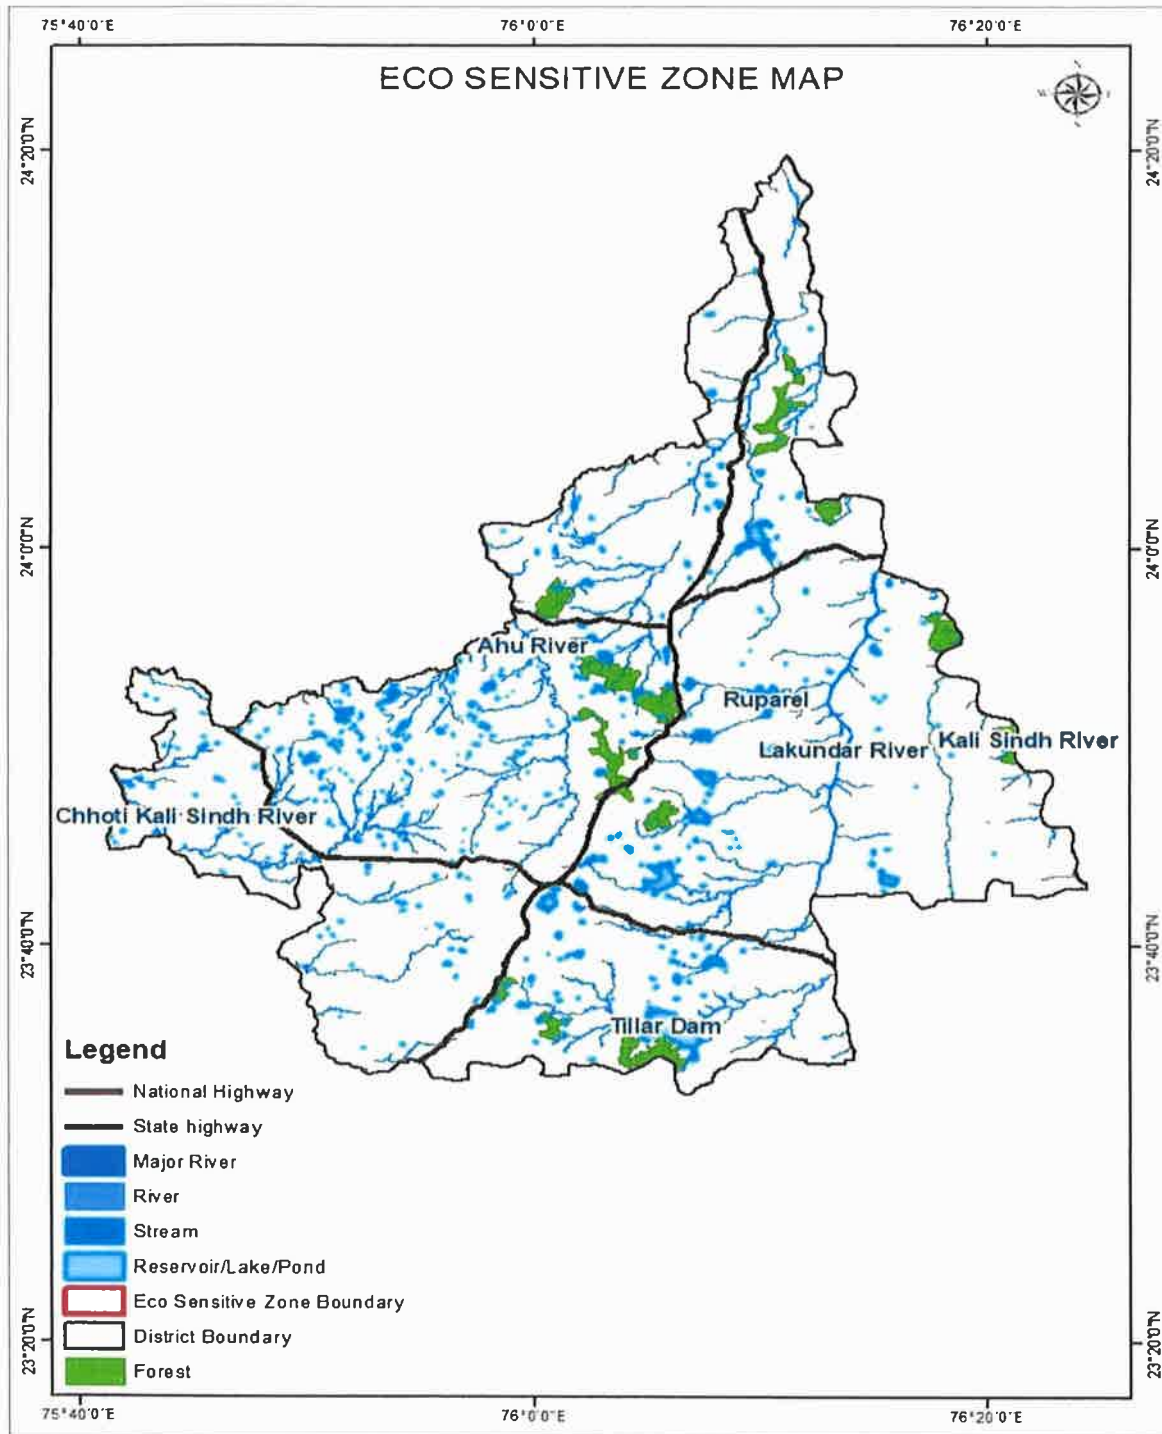 75°40'0"E 76°0'0"E 76°20'0"E
ECO SENSITIVE ZONE MAP
24°20'0"N 24°20'0"N
24°0'0"N 24°0'0"N
Ahu River
Ruparel
Lakundar River
Kali Sindh River
Chhoti Kali Sindh River
23°40'0"N 23°40'0"N
Tillar Dam
Legend
National Highway
State highway
Major River
River
Stream
Reservoir/Lake/Pond
Eco Sensitive Zone Boundary
District Boundary
Forest
23°20'0"N 23°20'0"N
75°40'0"E 76°0'0"E 76°20'0"E